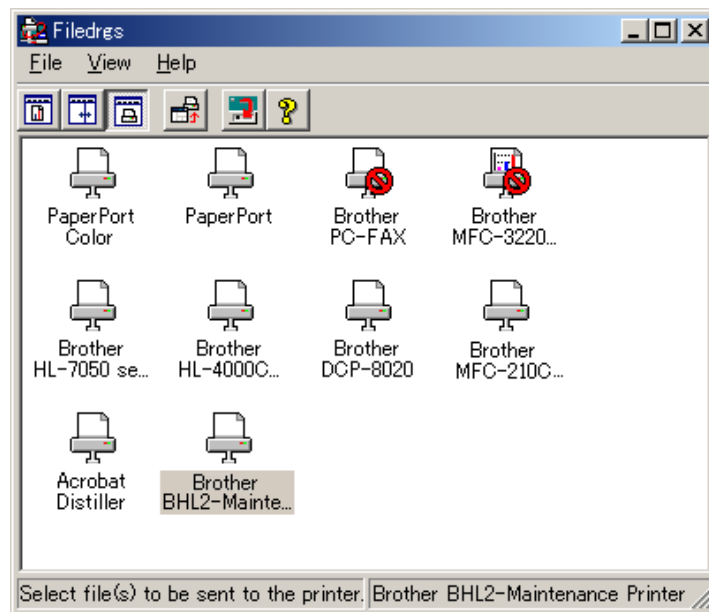 Filedrgs
File View Help
PaperPort Color
PaperPort
Brother PC-FAX
Brother MFC-3220...
Brother HL-7050 se...
Brother HL-4000C...
Brother DCP-8020
Brother MFC-210C...
Acrobat Distiller
Brother BHL2-Mainte...
Select file(s) to be sent to the printer. Brother BHL2-Maintenance Printer